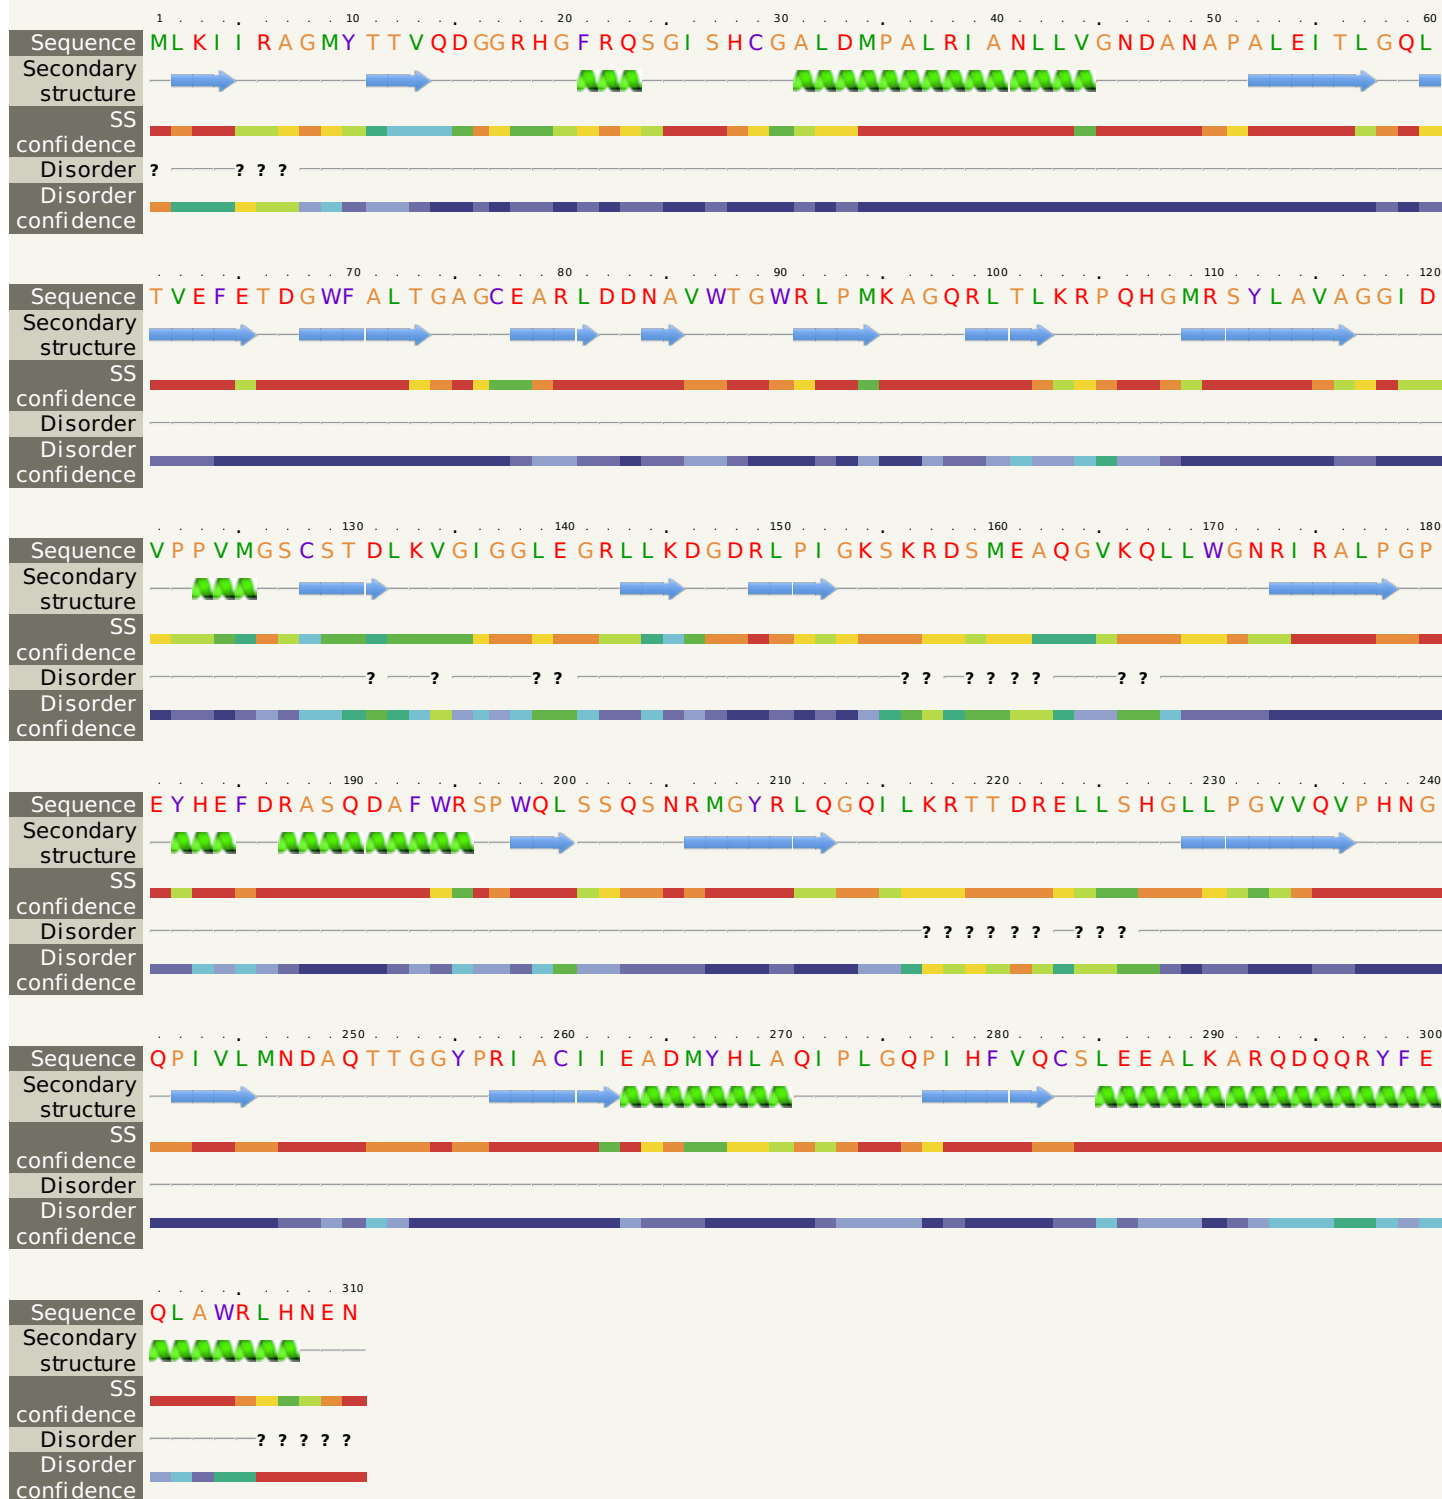 1 10 20 30 40 50 60
Sequence MLKIIRAGMYTTVQDGGRHGFRQSGISHCGALDMPALRIANLLVGNDANAPALEITLGQL
Secondary
structure
SS
confidence
Disorder ? ? ? ?
Disorder
confidence
70 80 90 100 110 120
Sequence TVEFETDGWFALTGAGCEARLDDNAVWTGWRLPMKAGQRLTLKRPQHGMRSYLAVAGGID
Secondary
structure
SS
confidence
Disorder
Disorder
confidence
130 140 150 160 170 180
Sequence VPPVMGSCSTDLKVGIGGLEGRLLKDGDRLPIGKSKRDSMEAQGVKQLLWGNRIRALPGP
Secondary
structure
SS
confidence
Disorder ? ? ? ? ? ? ? ? ? ? ? ?
Disorder
confidence
190 200 210 220 230 240
Sequence EYHEFDRASQDAFWRSPWQLSSQSNRMGYRLQGQILKRTTDRELLSHGLLPGVVQVPHNG
Secondary
structure
SS
confidence
Disorder ? ? ? ? ? ? ? ? ?
Disorder
confidence
250 260 270 280 290 300
Sequence QPIVLMNDAQTTGGYPRIACIIEADMYHLAQIPLGQPIHFVQCSLEEALKARQDQQRYFE
Secondary
structure
SS
confidence
Disorder
Disorder
confidence
310
Sequence QLAWRLHNEN
Secondary
structure
SS
confidence
Disorder ? ? ? ? ?
Disorder
confidence